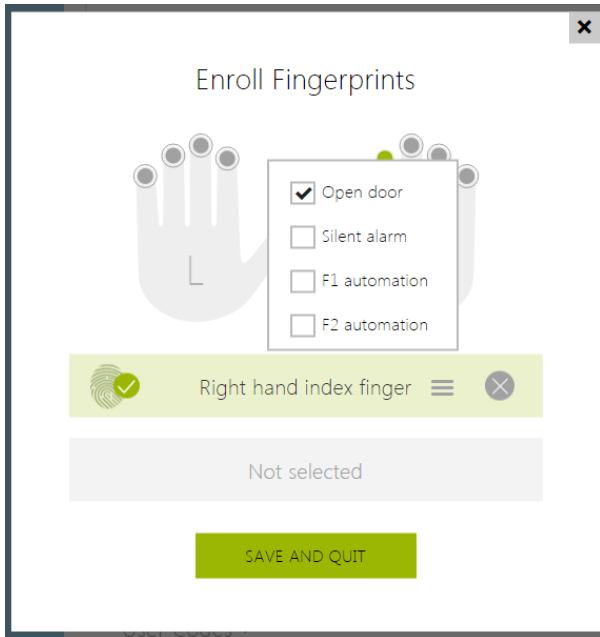 Enroll Fingerprints
Open door
Silent alarm
L
F1 automation
F2 automation
Right hand index finger
Not selected
SAVE AND QUIT